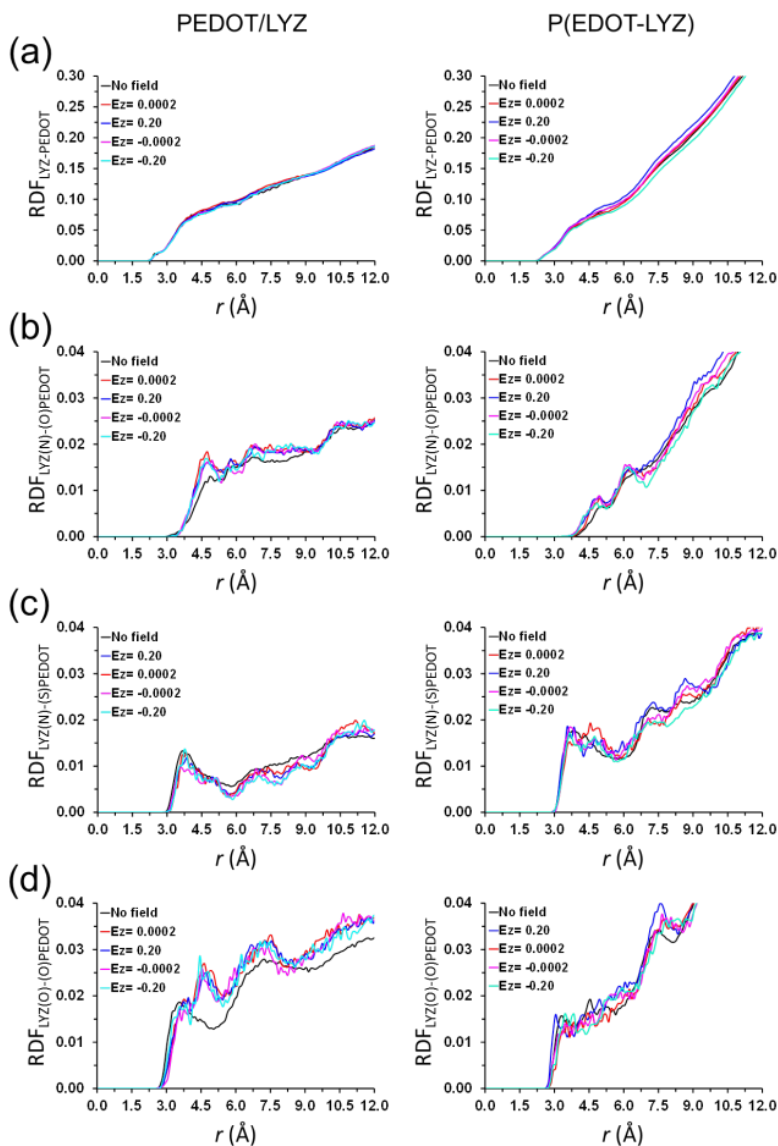 PEDOT/LYZ P(EDOT-LYZ)
(a)
RDF LYZ-PEDOT
0.30
0.25
0.20
0.15
0.10
0.05
0.00
No field
Ez= 0.0002
Ez= 0.20
Ez= -0.0002
Ez= -0.20
0.0 1.5 3.0 4.5 6.0 7.5 9.0 10.5 12.0
r (Å)
RDF LYZ-PEDOT
0.30
0.25
0.20
0.15
0.10
0.05
0.00
No field
Ez= 0.0002
Ez= 0.20
Ez= -0.0002
Ez= -0.20
0.0 1.5 3.0 4.5 6.0 7.5 9.0 10.5 12.0
r (Å)
(b)
RDF LYZ(N)-(O)PEDOT
0.04
0.03
0.02
0.01
0.00
No field
Ez= 0.0002
Ez= 0.20
Ez= -0.0002
Ez= -0.20
0.0 1.5 3.0 4.5 6.0 7.5 9.0 10.5 12.0
r (Å)
RDF LYZ(N)-(O)PEDOT
0.04
0.03
0.02
0.01
0.00
No field
Ez= 0.0002
Ez= 0.20
Ez= -0.0002
Ez= -0.20
0.0 1.5 3.0 4.5 6.0 7.5 9.0 10.5 12.0
r (Å)
(c)
RDF LYZ(N)-(S)PEDOT
0.04
0.03
0.02
0.01
0.00
No field
Ez= 0.20
Ez= 0.0002
Ez= -0.0002
Ez= -0.20
0.0 1.5 3.0 4.5 6.0 7.5 9.0 10.5 12.0
r (Å)
RDF LYZ(N)-(S)PEDOT
0.04
0.03
0.02
0.01
0.00
No field
Ez= 0.0002
Ez= 0.20
Ez= -0.0002
Ez= -0.20
0.0 1.5 3.0 4.5 6.0 7.5 9.0 10.5 12.0
r (Å)
(d)
RDF LYZ(O)-(O)PEDOT
0.04
0.03
0.02
0.01
0.00
No field
Ez= 0.0002
Ez= 0.20
Ez= -0.0002
Ez= -0.20
0.0 1.5 3.0 4.5 6.0 7.5 9.0 10.5 12.0
r (Å)
RDF LYZ(O)-(O)PEDOT
0.04
0.03
0.02
0.01
0.00
No field
Ez= 0.20
Ez= 0.0002
Ez= -0.0002
Ez= -0.20
0.0 1.5 3.0 4.5 6.0 7.5 9.0 10.5 12.0
r (Å)